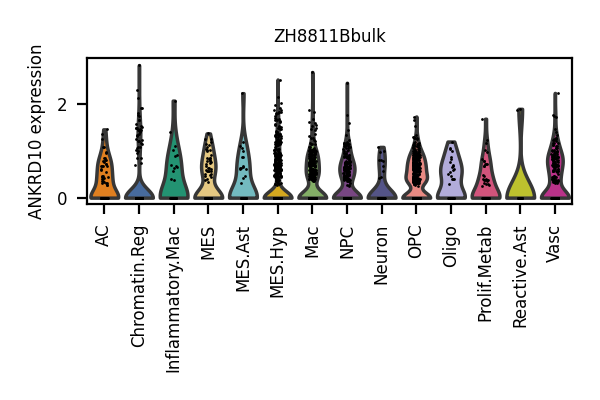 ZH8811Bbulk
ANKRD10 expression
2
0
AC
Chromatin.Reg
Inflammatory.Mac
MES
MES.Ast
MES.Hyp
Mac
NPC
Neuron
OPC
Oligo
Prolif.Metab
Reactive.Ast
Vasc